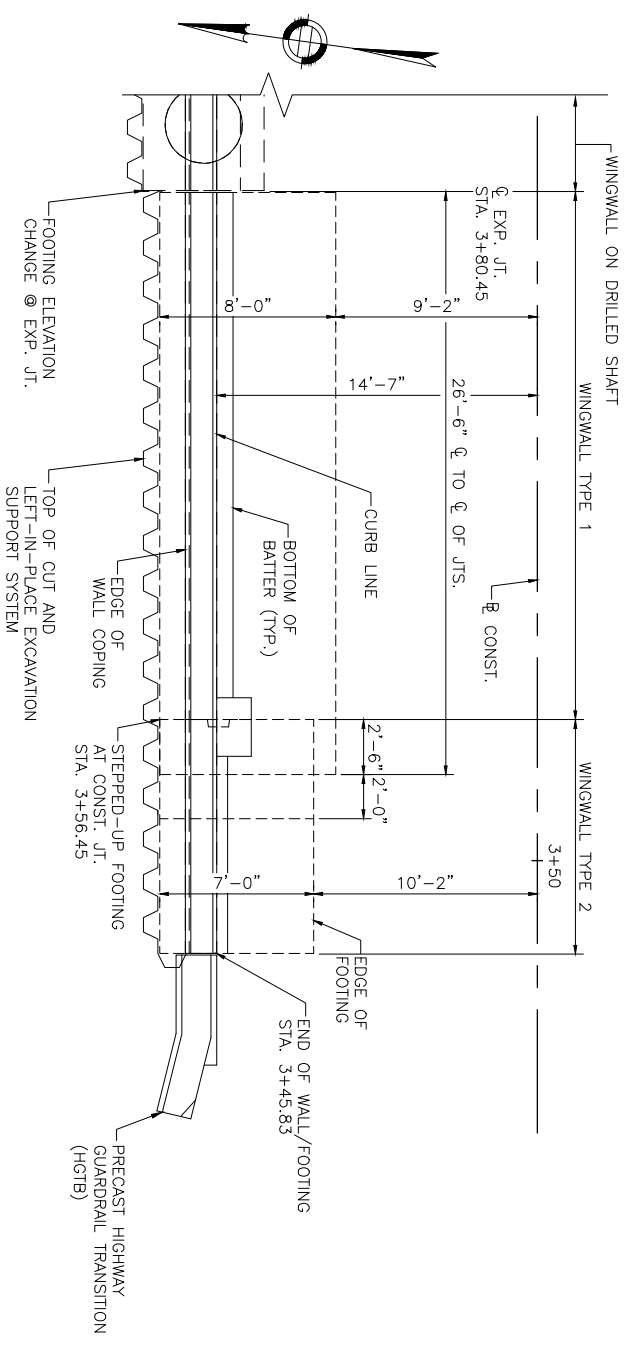 WINGWALL ON DRILLED SHAFT
WINGWALL TYPE 1
WINGWALL TYPE 2
℄ EXP. JT.
STA. 3+80.45
9'-2"
8'-0"
14'-7"
26'-6" ℄ TO ℄ OF JTS.
CURB LINE
BOTTOM OF
BATTER (TYP.)
℔ CONST.
3+50
2'-6"
2'-0"
10'-2"
7'-0"
EDGE OF
FOOTING
END OF WALL/FOOTING
STA. 3+45.83
FOOTING ELEVATION
CHANGE @ EXP. JT.
TOP OF CUT AND
LEFT-IN-PLACE EXCAVATION
SUPPORT SYSTEM
EDGE OF
WALL COPING
STEPPED-UP FOOTING
AT CONST. JT.
STA. 3+56.45
PRECAST HIGHWAY
GUARDRAIL TRANSITION
(HGTB)